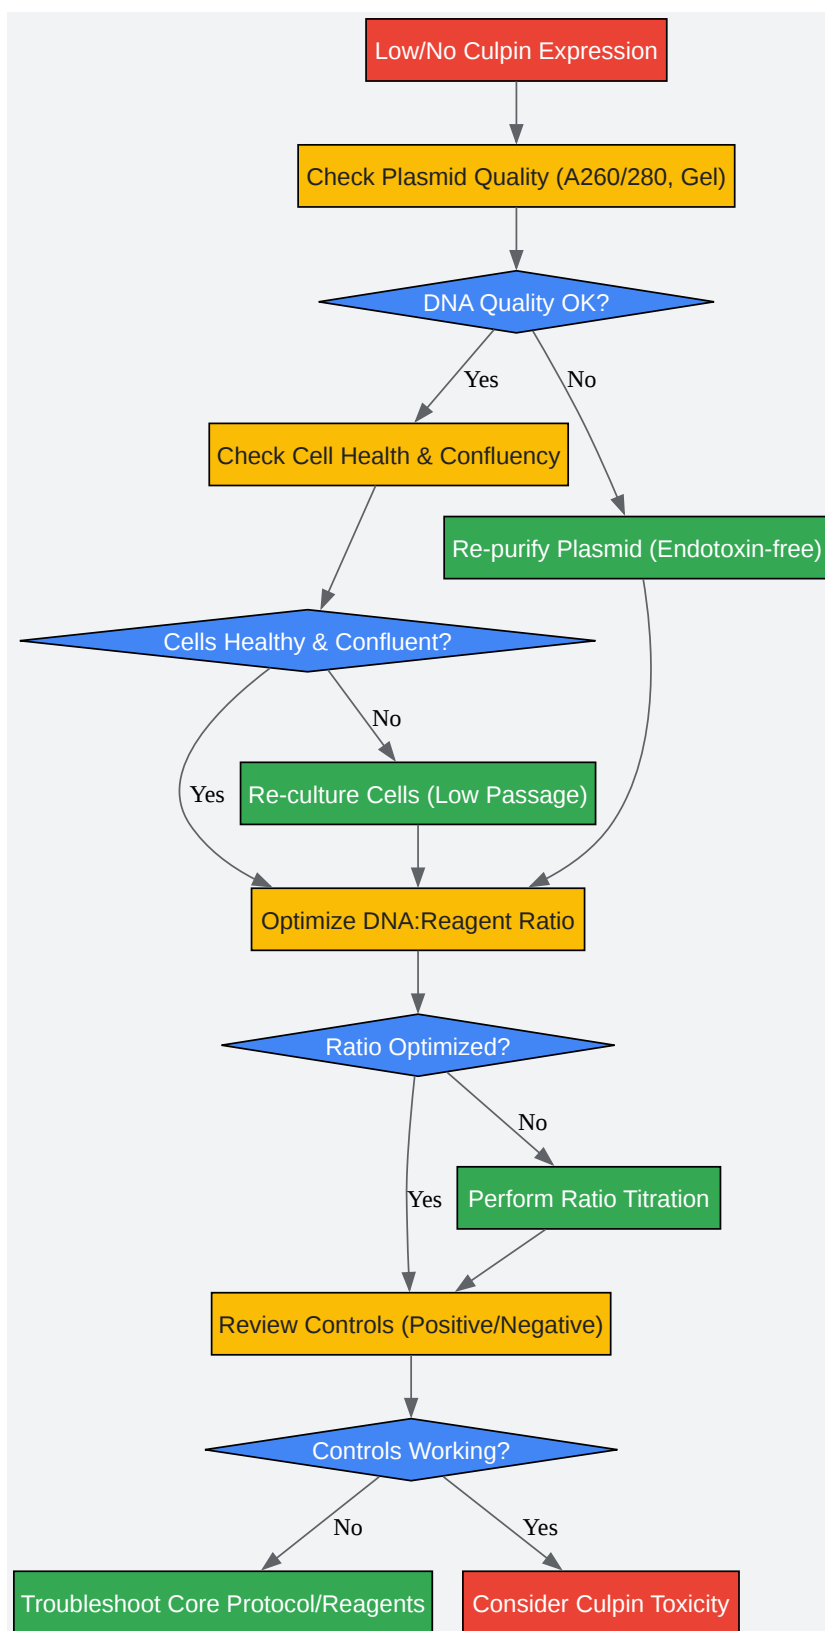 Low/No Culpin Expression
Check Plasmid Quality (A260/280, Gel)
DNA Quality OK?
Yes
No
Check Cell Health & Confluency
Re-purify Plasmid (Endotoxin-free)
Cells Healthy & Confluent?
No
Yes
Re-culture Cells (Low Passage)
Optimize DNA:Reagent Ratio
Ratio Optimized?
No
Yes
Perform Ratio Titration
Review Controls (Positive/Negative)
Controls Working?
No
Yes
Troubleshoot Core Protocol/Reagents
Consider Culpin Toxicity